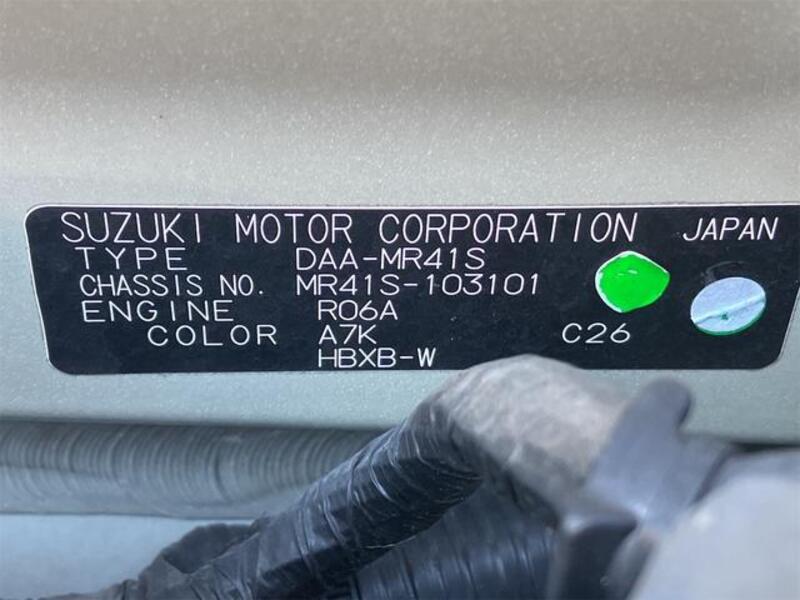 SUZUKI MOTOR CORPORATION JAPAN
TYPE DAA-MR41S
CHASSIS NO. MR41S-103101
ENGINE R06A
COLOR A7K C26
HBXB-W